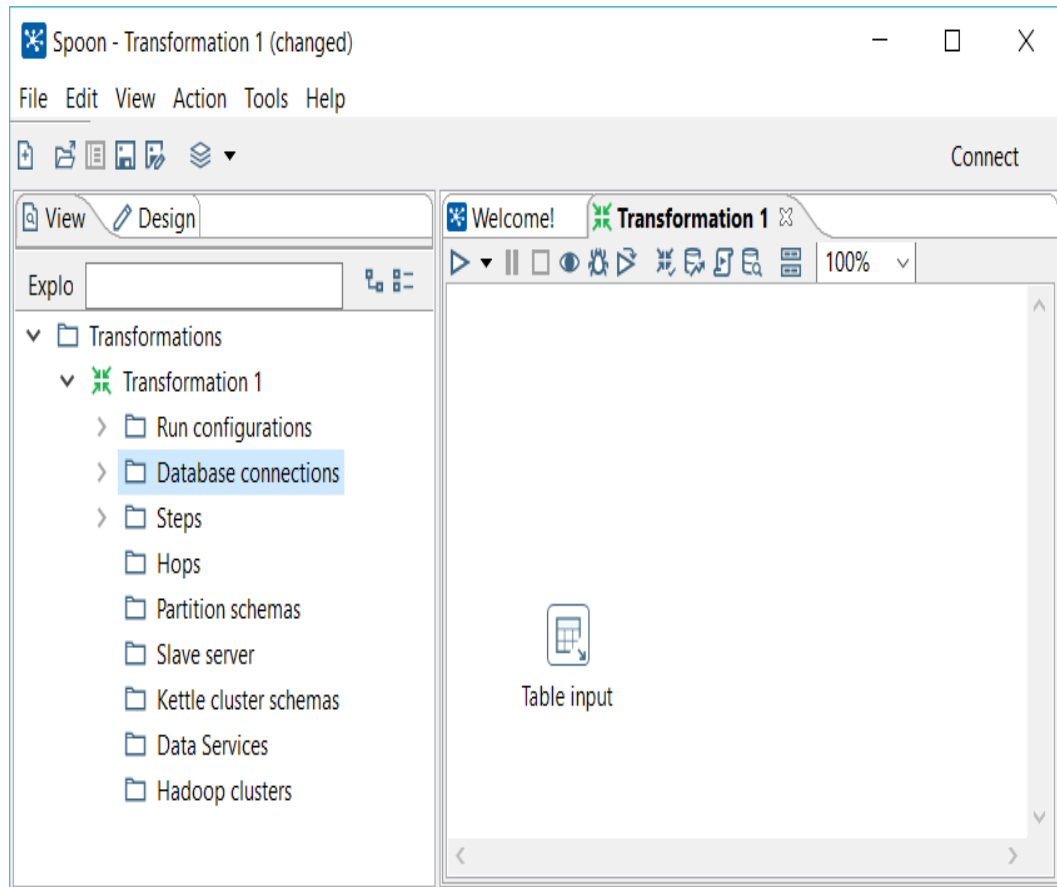 Spoon - Transformation 1 (changed)
File Edit View Action Tools Help
Connect
View Design
Explo
Transformations
Transformation 1
Run configurations
Database connections
Steps
Hops
Partition schemas
Slave server
Kettle cluster schemas
Data Services
Hadoop clusters
Welcome! Transformation 1
100%
Table input